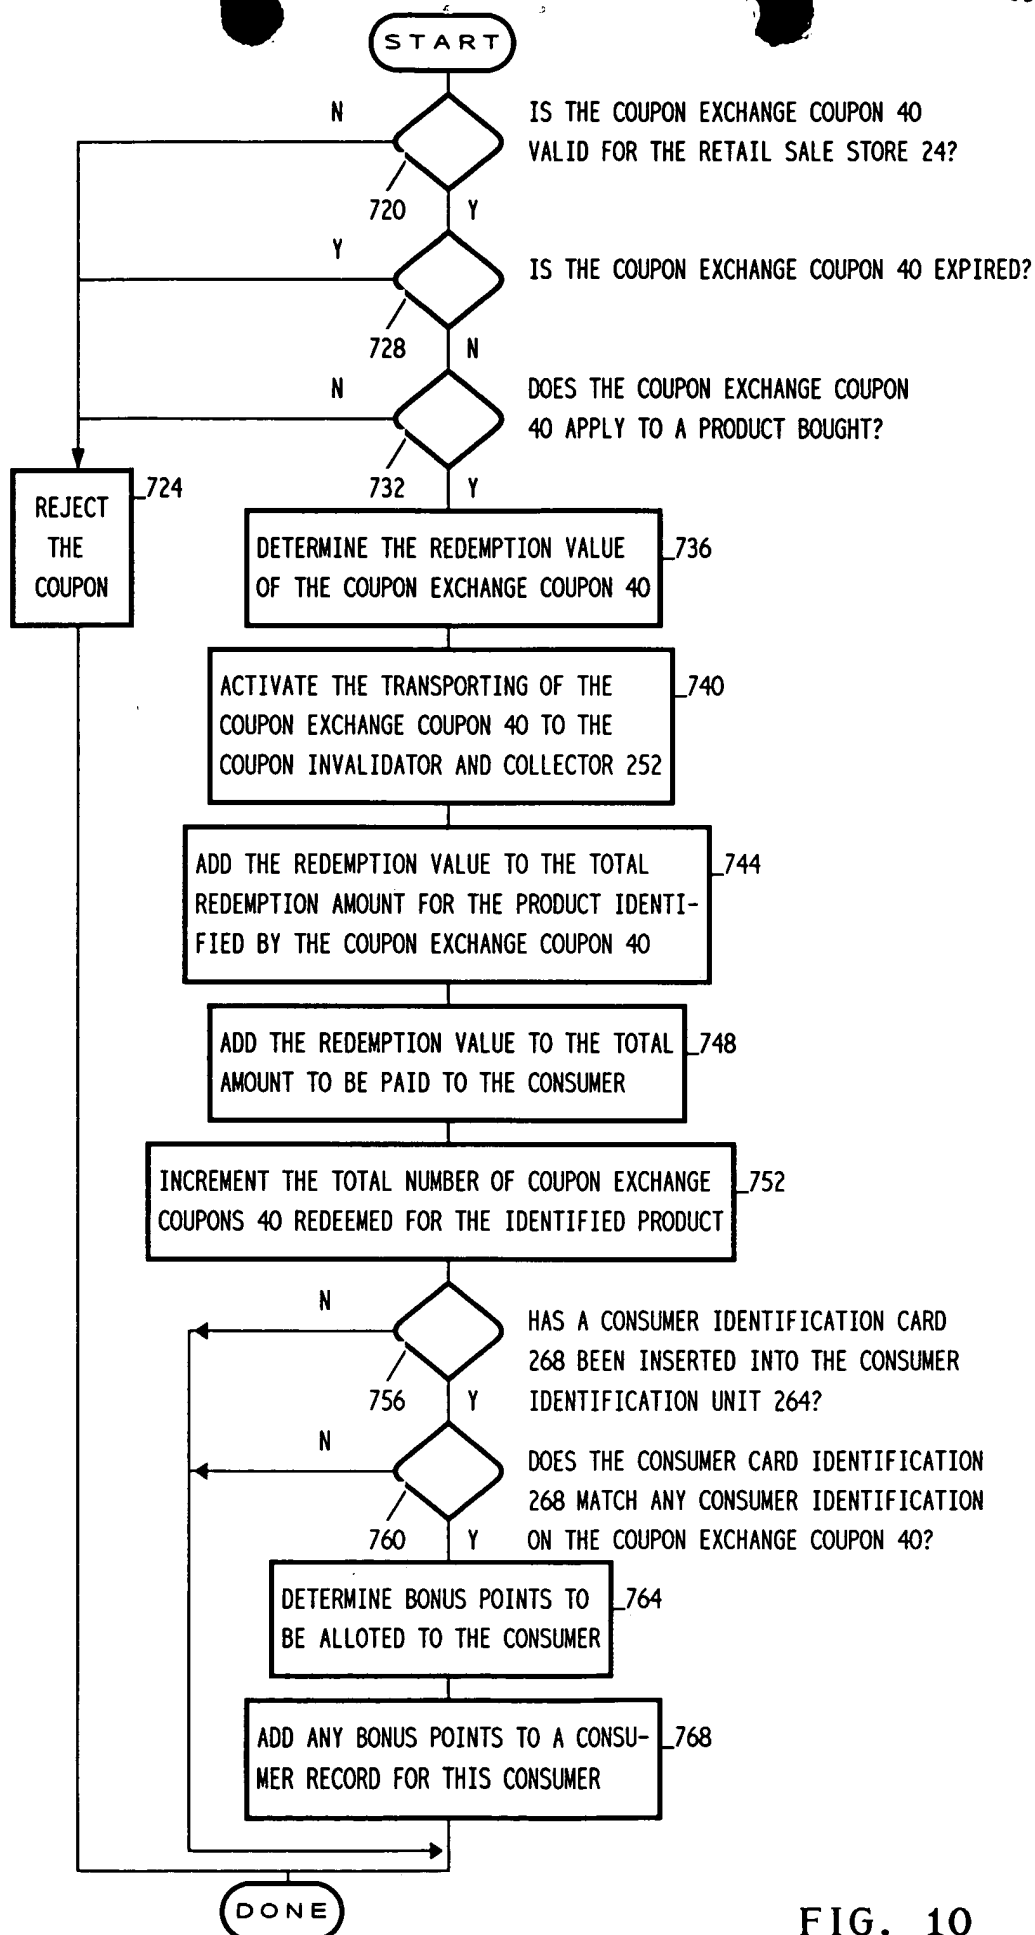 START
N
IS THE COUPON EXCHANGE COUPON 40
VALID FOR THE RETAIL SALE STORE 24?
720
Y
Y
IS THE COUPON EXCHANGE COUPON 40 EXPIRED?
728
N
N
DOES THE COUPON EXCHANGE COUPON
40 APPLY TO A PRODUCT BOUGHT?
732
Y
REJECT
THE
COUPON
724
DETERMINE THE REDEMPTION VALUE
OF THE COUPON EXCHANGE COUPON 40
736
ACTIVATE THE TRANSPORTING OF THE
COUPON EXCHANGE COUPON 40 TO THE
COUPON INVALIDATOR AND COLLECTOR 252
740
ADD THE REDEMPTION VALUE TO THE TOTAL
REDEMPTION AMOUNT FOR THE PRODUCT IDENTI-
FIED BY THE COUPON EXCHANGE COUPON 40
744
ADD THE REDEMPTION VALUE TO THE TOTAL
AMOUNT TO BE PAID TO THE CONSUMER
748
INCREMENT THE TOTAL NUMBER OF COUPON EXCHANGE
COUPONS 40 REDEEMED FOR THE IDENTIFIED PRODUCT
752
N
HAS A CONSUMER IDENTIFICATION CARD
268 BEEN INSERTED INTO THE CONSUMER
IDENTIFICATION UNIT 264?
756
Y
N
DOES THE CONSUMER CARD IDENTIFICATION
268 MATCH ANY CONSUMER IDENTIFICATION
ON THE COUPON EXCHANGE COUPON 40?
760
Y
DETERMINE BONUS POINTS TO
BE ALLOTED TO THE CONSUMER
764
ADD ANY BONUS POINTS TO A CONSU-
MER RECORD FOR THIS CONSUMER
768
DONE
FIG. 10